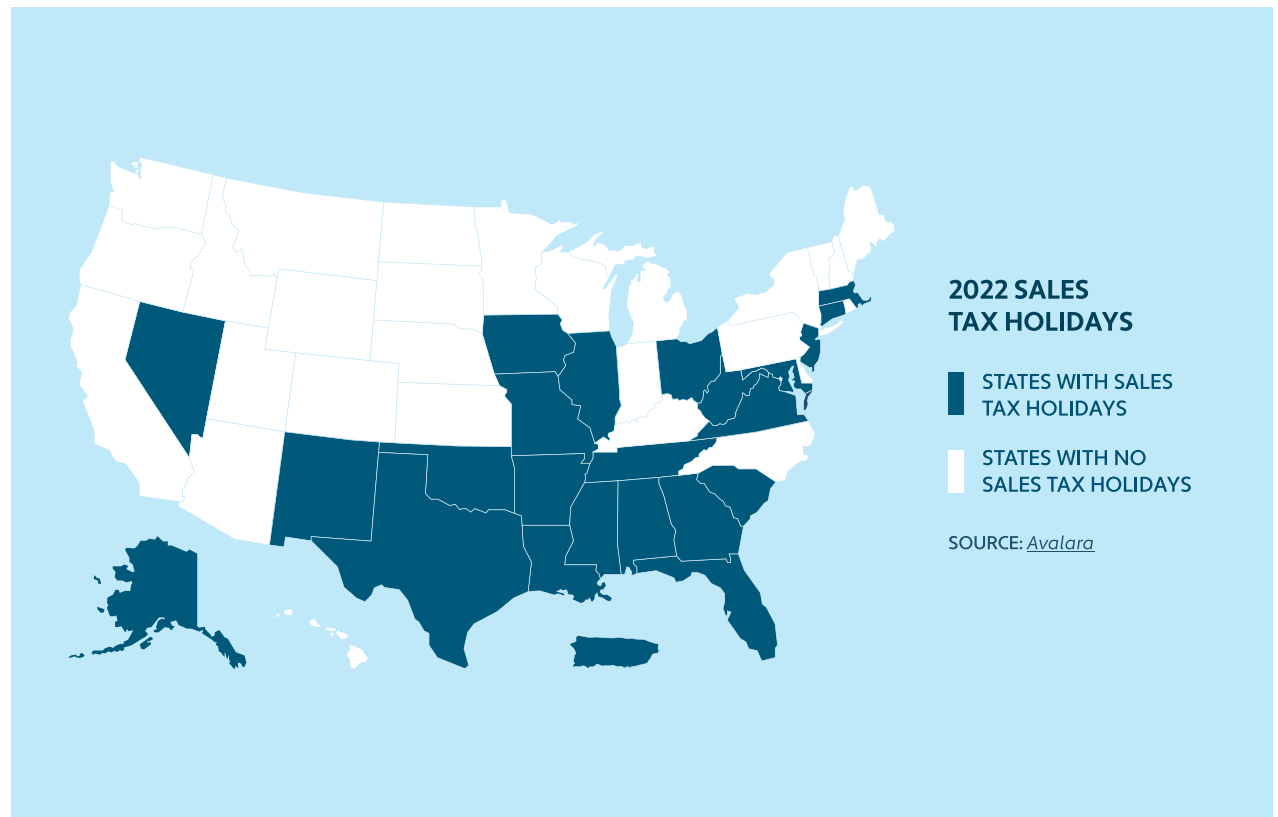 2022 SALES
TAX HOLIDAYS
STATES WITH SALES
TAX HOLIDAYS
STATES WITH NO
SALES TAX HOLIDAYS
SOURCE: Avalara